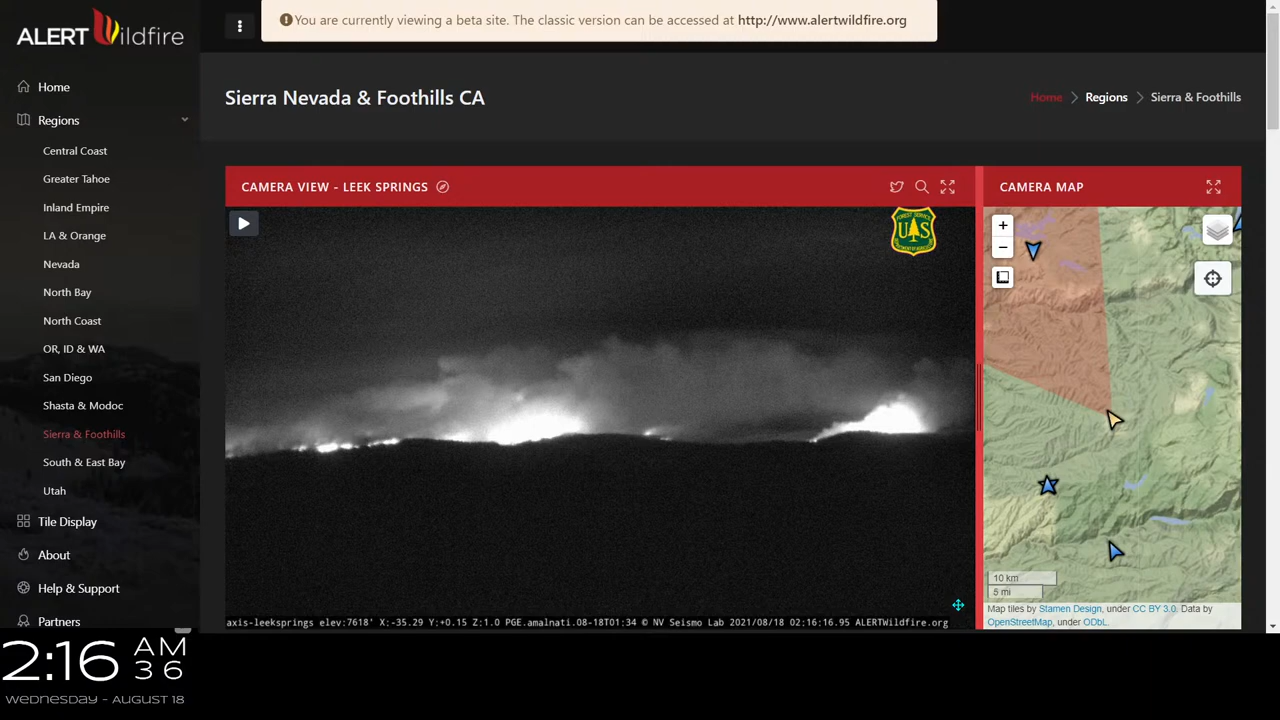 ALERT Wildfire
You are currently viewing a beta site. The classic version can be accessed at http://www.alertwildfire.org
Home
Regions
Central Coast
Greater Tahoe
Inland Empire
LA & Orange
Nevada
North Bay
North Coast
OR, ID & WA
San Diego
Shasta & Modoc
Sierra & Foothills
South & East Bay
Utah
Tile Display
About
Help & Support
Partners
Sierra Nevada & Foothills CA
Home > Regions > Sierra & Foothills
CAMERA VIEW - LEEK SPRINGS
FOREST SERVICE
UAS
DEPARTMENT OF AGRICULTURE
axis-leeksprings elev:7618' X:-35.29 Y:+0.15 Z:1.0 PGE.amalnati.08-18T01:34 © NV Seismo Lab 2021/08/18 02:16:16.95 ALERTWildfire.org
CAMERA MAP
+
−
10 km
5 mi
Map tiles by Stamen Design, under CC BY 3.0. Data by
OpenStreetMap, under ODbL.
2:16 AM
36
WEDNESDAY - AUGUST 18